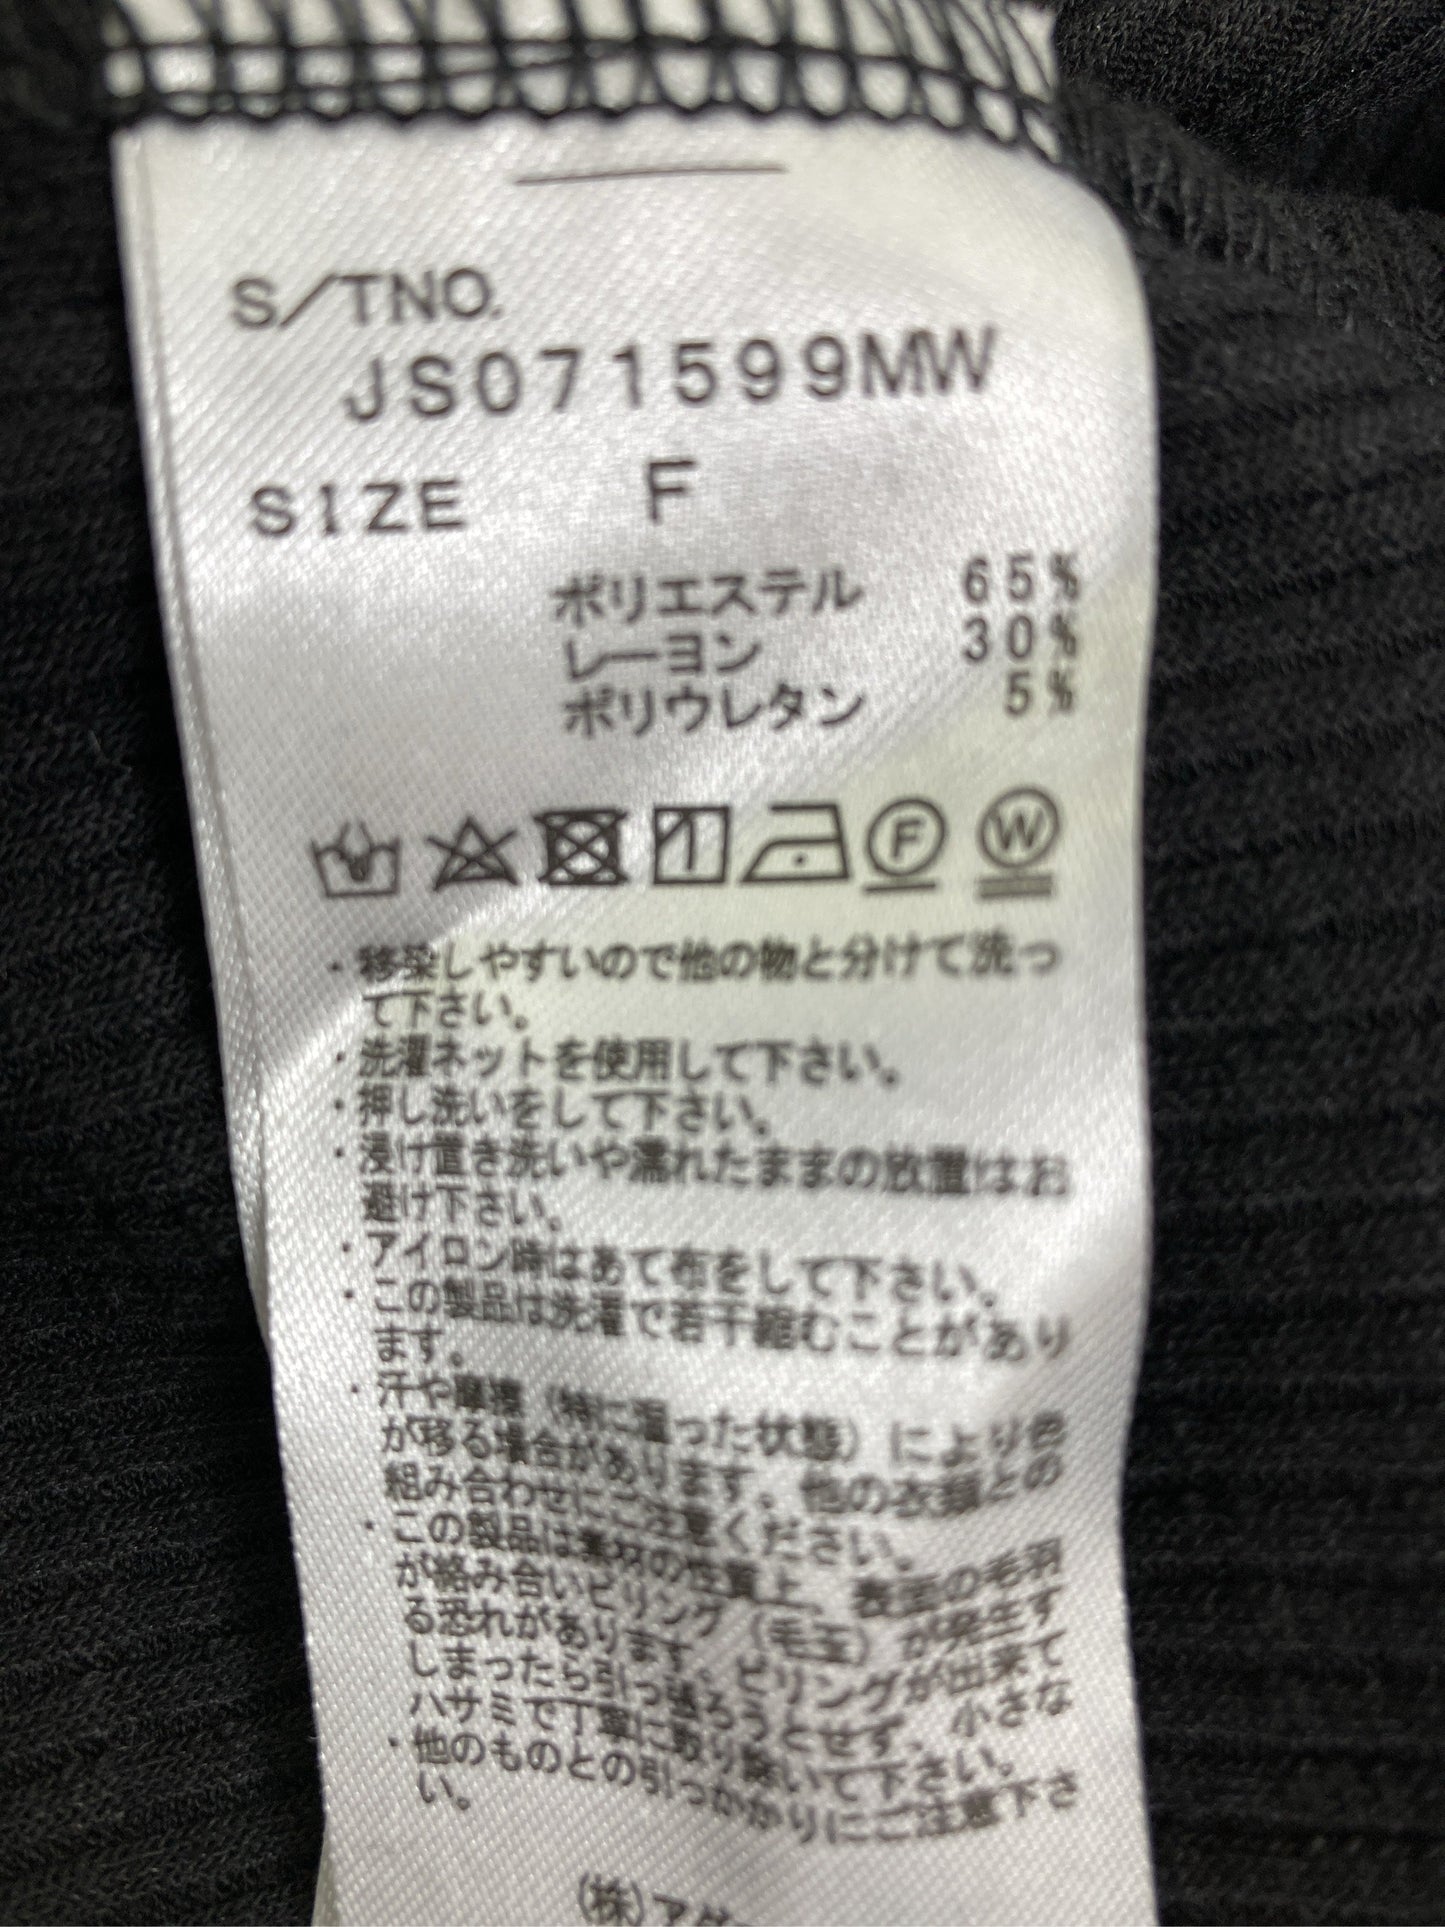 S/TNO.
JS071599MW
SIZE F
ポリエステル 65%
レーヨン 30%
ポリウレタン 5%
F W
・移染しやすいので他の物と分けて洗っ
て下さい。
・洗濯ネットを使用して下さい。
・押し洗いをして下さい。
・浸け置き洗いや濡れたままの放置はお
避け下さい。
・アイロン時はあて布をして下さい。
・この製品は洗濯で若干縮むことがあり
ます。
・汗や摩擦(特に湿った状態)により色
が移る場合があります。他の衣類との
組み合わせにご注意ください。
・この製品は素材の性質上、表面の毛羽
が絡み合いピリング(毛玉)が発生す
る恐れがあります。ピリングが出来て
しまったら引っ張ろうとせず、小さな
ハサミで丁寧に取り除いて下さい。
・他のものとの引っかかりにご注意下さ
い。
(株)アダ